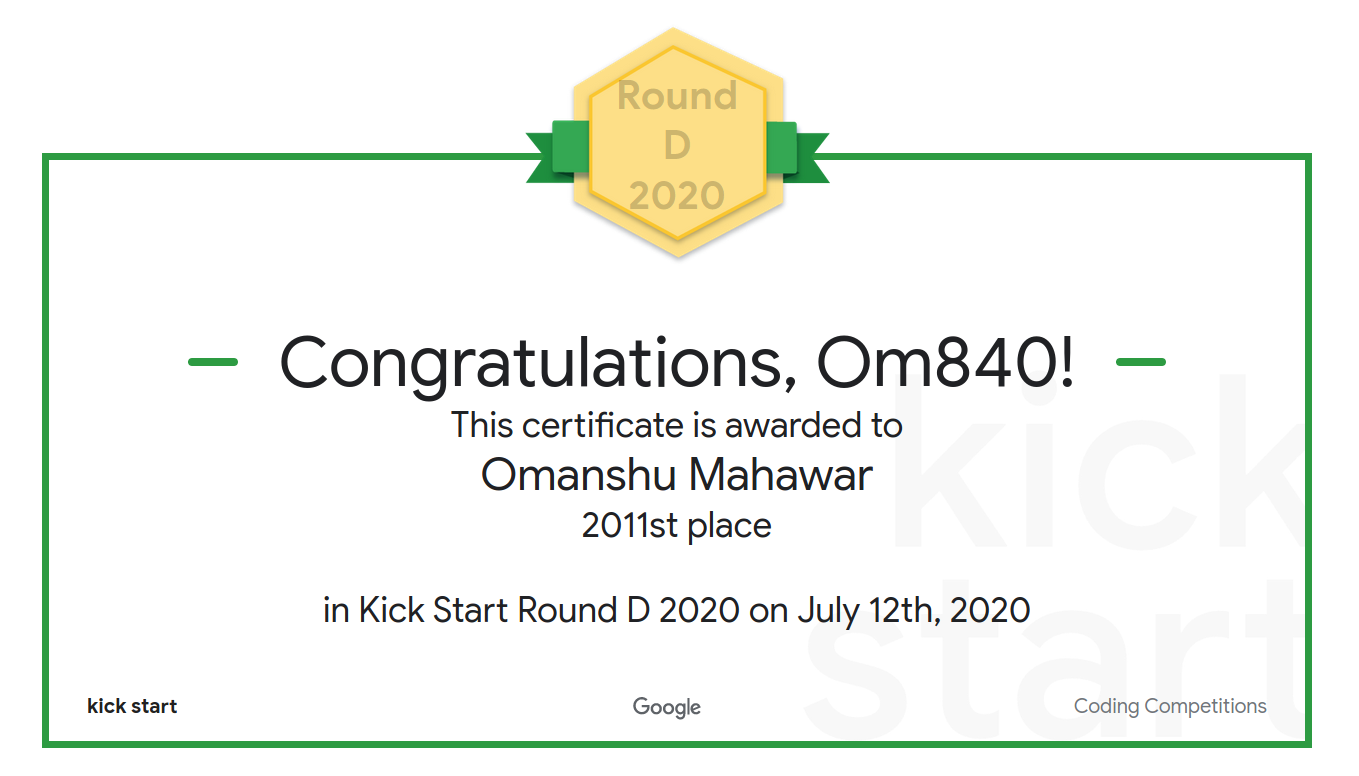 Round
D
2020
Congratulations, Om840!
This certificate is awarded to
Omanshu Mahawar
2011st place
in Kick Start Round D 2020 on July 12th, 2020
kick
start
kick start
Google
Coding Competitions